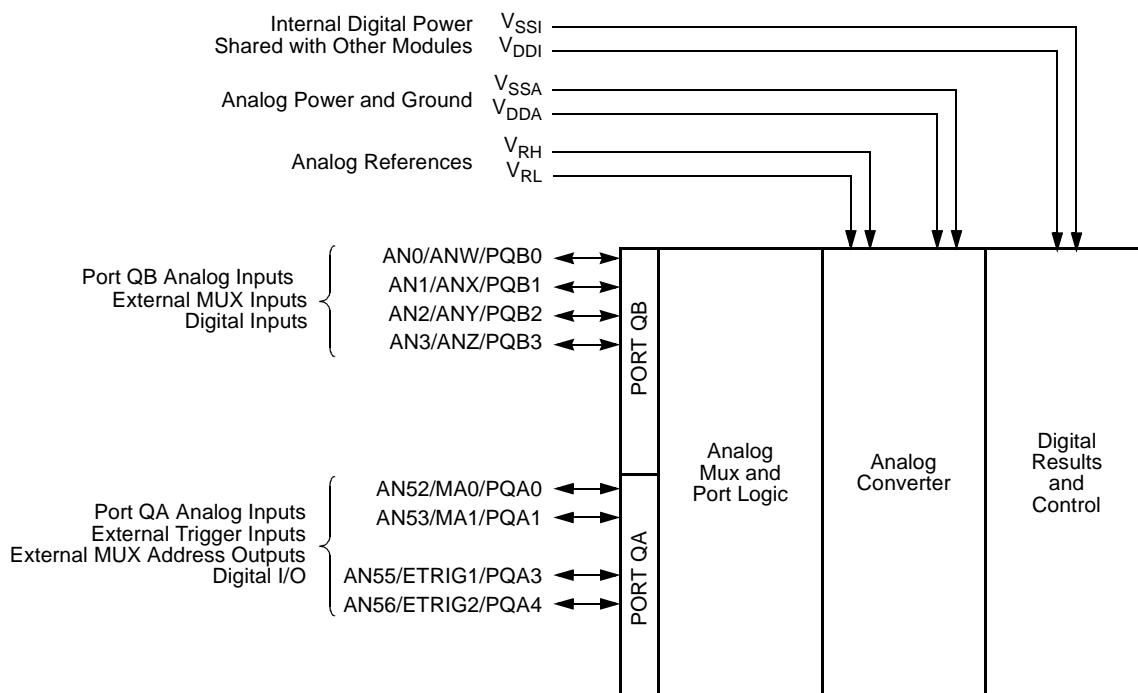 Internal Digital Power
Shared with Other Modules
VSSI
VDDI
Analog Power and Ground
VSSA
VDDA
Analog References
VRH
VRL
Port QB Analog Inputs
External MUX Inputs
Digital Inputs
AN0/ANW/PQB0
AN1/ANX/PQB1
AN2/ANY/PQB2
AN3/ANZ/PQB3
PORT QB
Port QA Analog Inputs
External Trigger Inputs
External MUX Address Outputs
Digital I/O
AN52/MA0/PQA0
AN53/MA1/PQA1
AN55/ETRIG1/PQA3
AN56/ETRIG2/PQA4
PORT QA
Analog
Mux and
Port Logic
Analog
Converter
Digital
Results
and
Control